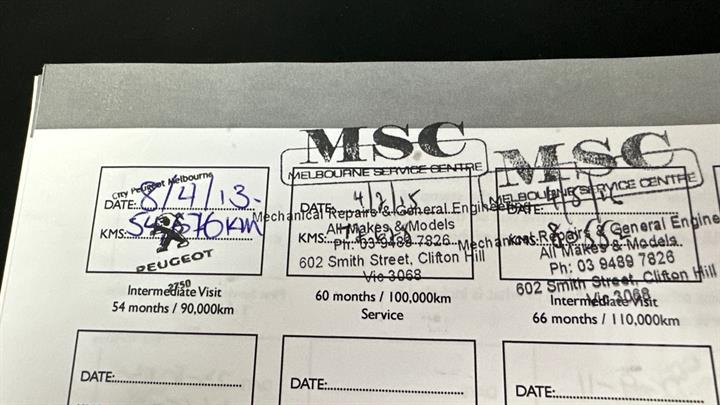 City Peugeot Melbourne
DATE: 8/4/13.
KMS: 54676KM
PEUGEOT
2750
Intermediate Visit
54 months / 90,000km
MSC
MELBOURNE SERVICE CENTRE
DATE: 4/2/15
Mechanical Repairs & General Engineering
All Makes & Models
KMS:
Ph: 03 9489 7826
602 Smith Street, Clifton Hill
Vic 3068
60 months / 100,000km
Service
MSC
MELBOURNE SERVICE CENTRE
DATE:
Mechanical Repairs & General Engine
KMS:
All Makes & Models
Ph: 03 9489 7826
602 Smith Street, Clifton Hill
Vic 3068
Intermediate Visit
66 months / 110,000km
DATE:
DATE:
DATE: